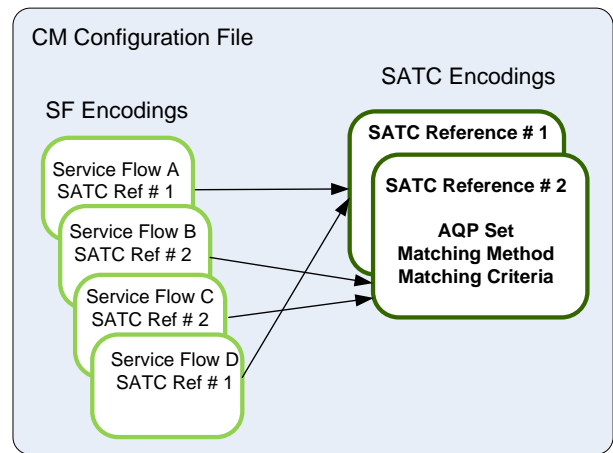 CM Configuration File
SF Encodings
Service Flow A
SATC Ref # 1
Service Flow B
SATC Ref # 2
Service Flow C
SATC Ref # 2
Service Flow D
SATC Ref # 1
SATC Encodings
SATC Reference # 1
SATC Reference # 2
AQP Set
Matching Method
Matching Criteria